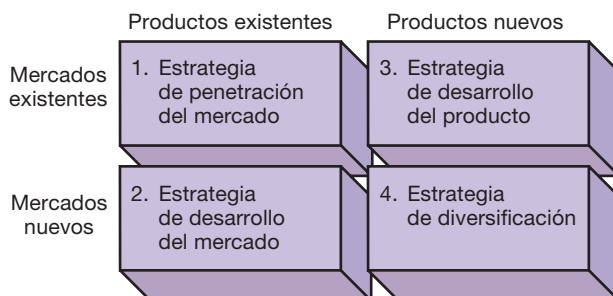 Productos existentes
Productos nuevos
Mercados
existentes
1. Estrategia
de penetración
del mercado
3. Estrategia
de desarrollo
del producto
Mercados
nuevos
2. Estrategia
de desarrollo
del mercado
4. Estrategia
de diversificación